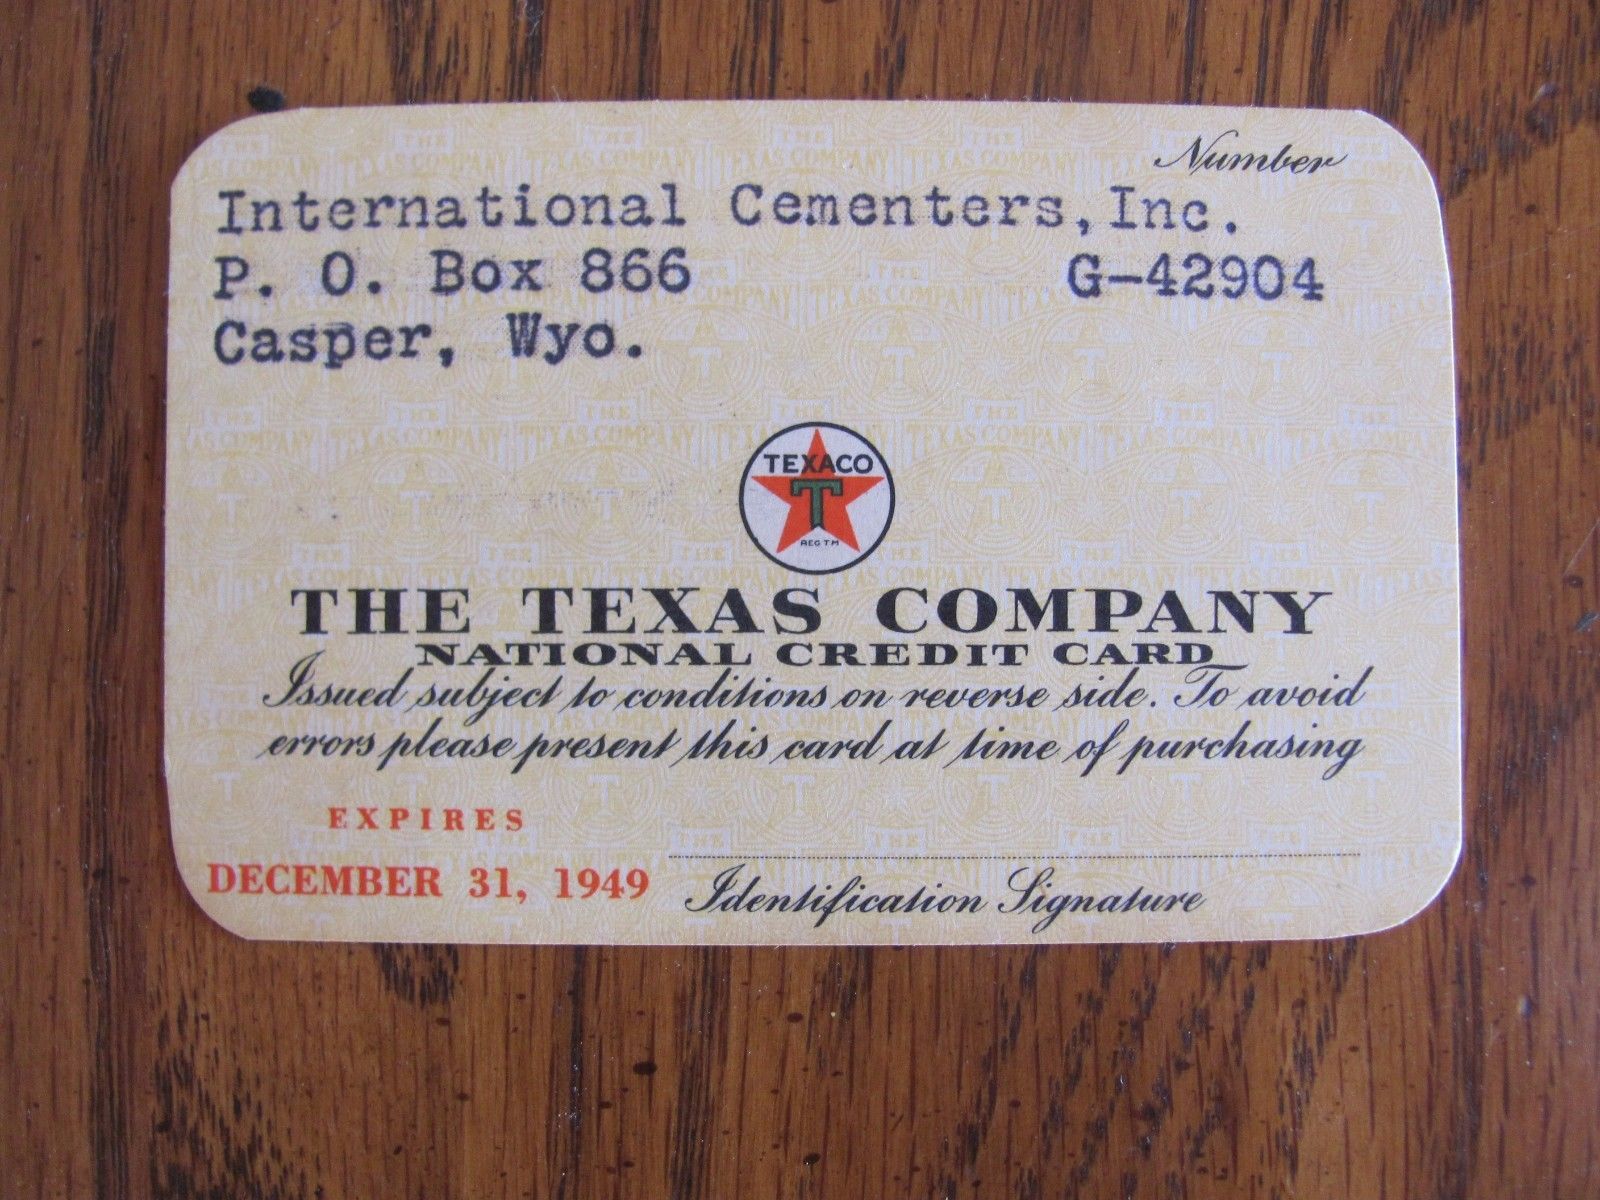 Number
International Cementers, Inc.
P. O. Box 866 G-42904
Casper, Wyo.
TEXACO
T
REG TM
THE TEXAS COMPANY
NATIONAL CREDIT CARD
Issued subject to conditions on reverse side. To avoid
errors please present this card at time of purchasing
EXPIRES
DECEMBER 31, 1949
Identification Signature